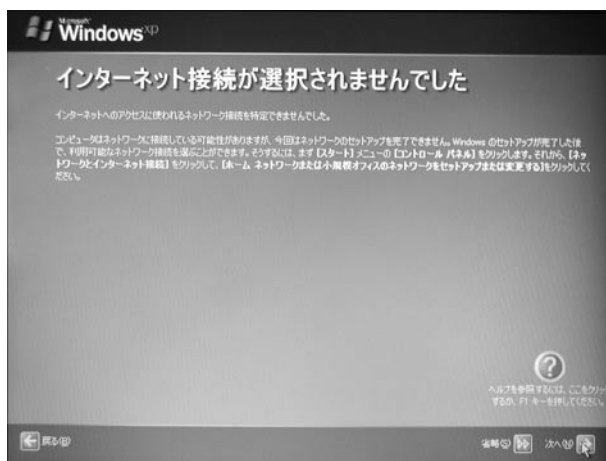 Microsoft
Windows xp
インターネット接続が選択されませんでした
インターネットへのアクセスに使われるネットワーク接続を特定できませんでした。
コンピュータはネットワークに接続している可能性がありますが、今回はネットワークのセットアップを完了できません。Windows のセットアップが完了した後
で、利用可能なネットワーク接続を選ぶことができます。そうするには、まず [スタート] メニューの [コントロール パネル] をクリックします。それから、[ネッ
トワークとインターネット接続] をクリックして、[ホーム ネットワークまたは小規模オフィスのネットワークをセットアップまたは変更する]をクリックしてく
ださい。
ヘルプを参照するには、ここをクリック
するか、F1 キーを押してください。
戻る(B)
省略(S)
次へ(N)